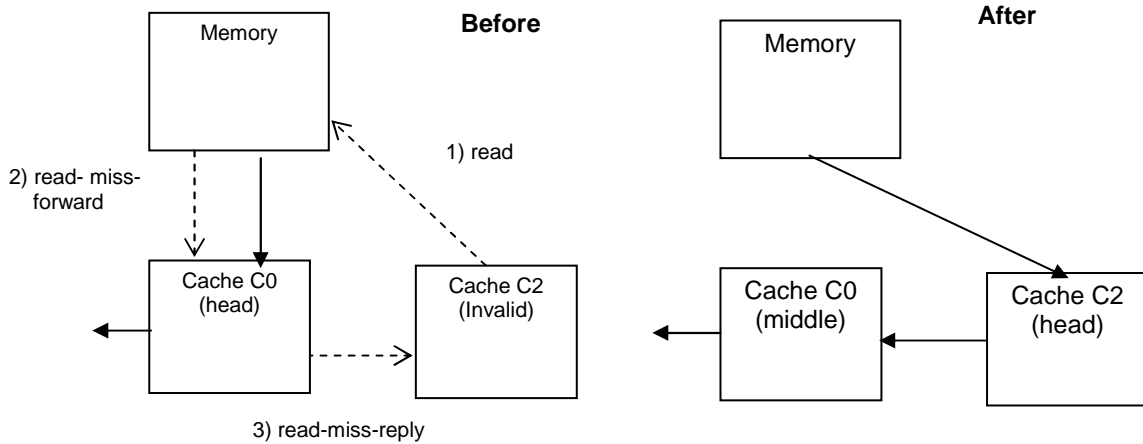 Before
Memory
1) read
2) read- miss-
forward
Cache C0
(head)
Cache C2
(Invalid)
3) read-miss-reply
After
Memory
Cache C0
(middle)
Cache C2
(head)